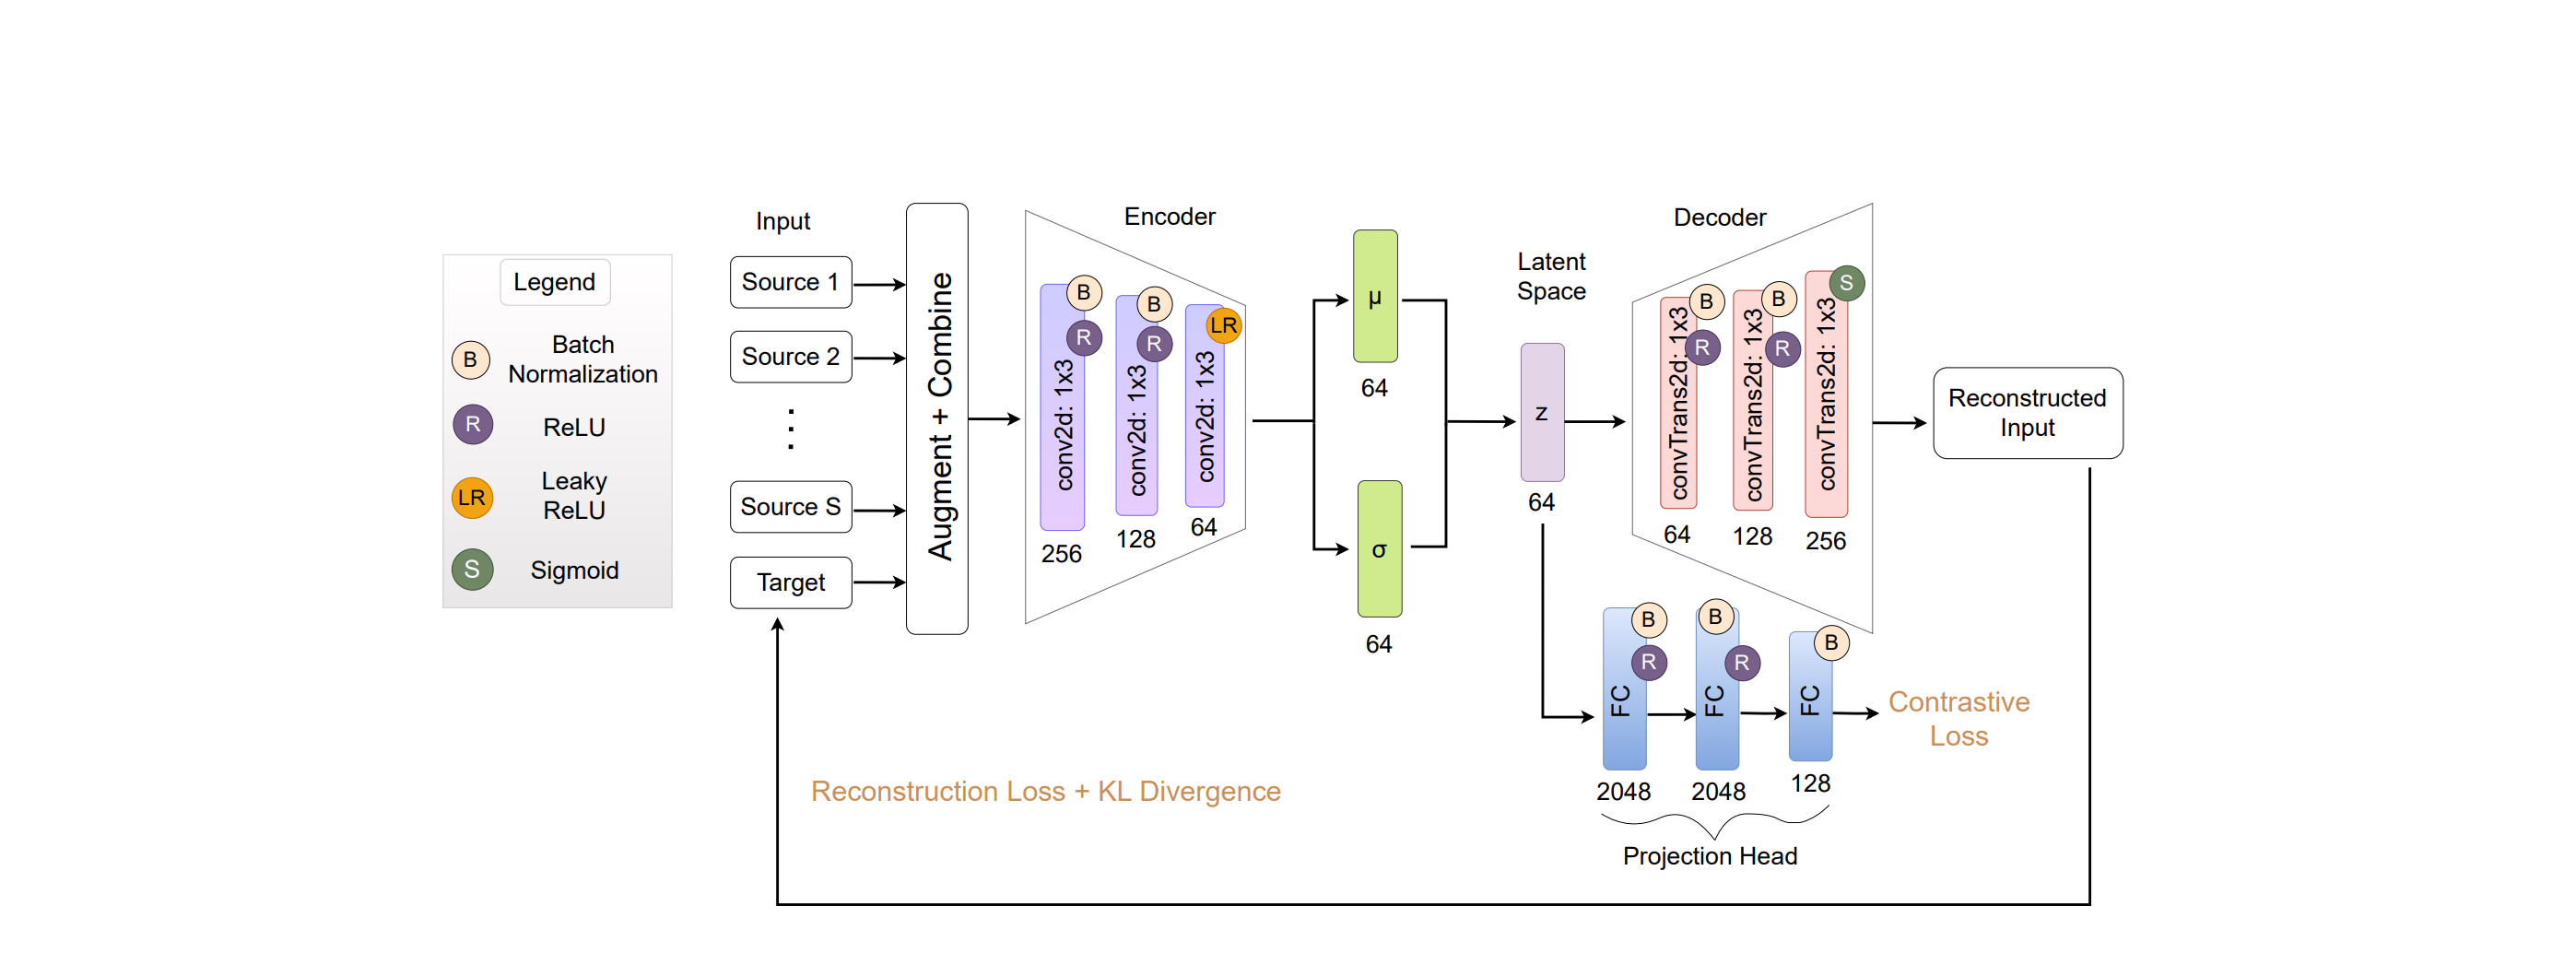 Legend
B
Batch
Normalization
R
ReLU
LR
Leaky
ReLU
S
Sigmoid
Input
Source 1
Source 2
Source S
Target
Augment + Combine
Encoder
B
R
conv2d: 1x3
256
B
R
conv2d: 1x3
128
LR
conv2d: 1x3
64
μ
64
σ
64
Latent
Space
z
64
Decoder
B
R
convTrans2d: 1x3
64
B
R
convTrans2d: 1x3
128
S
convTrans2d: 1x3
256
Reconstructed
Input
B
R
FC
2048
B
R
FC
2048
B
FC
128
Projection Head
Contrastive
Loss
Reconstruction Loss + KL Divergence